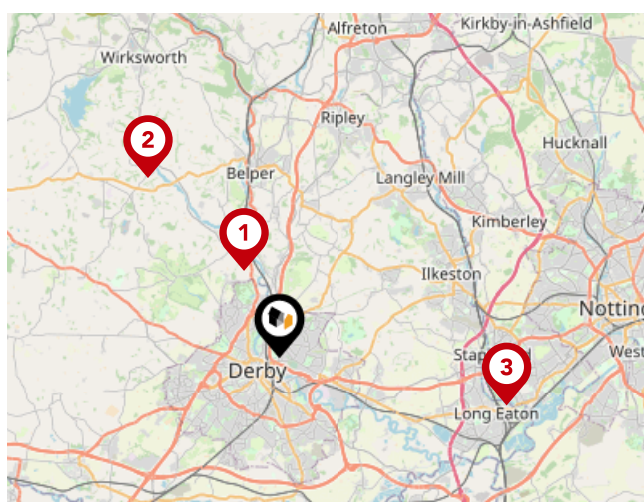 Alfreton
Kirkby-in-Ashfield
Wirksworth
Ripley
2
Hucknall
Belper
Langley Mill
1
Kimberley
Ilkeston
Nottin
Stap
d
West
3
Derby
Long Eaton